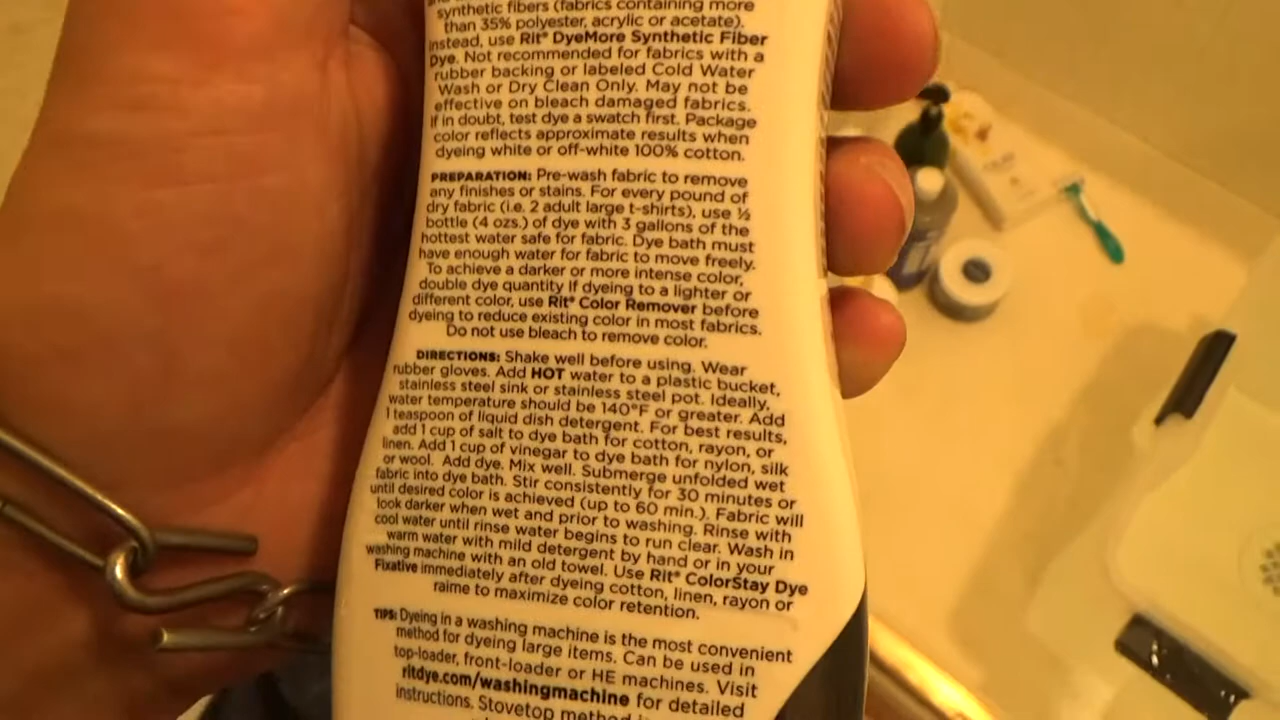 synthetic fibers (fabrics containing more
than 35% polyester, acrylic or acetate).
Instead, use Rit® DyeMore Synthetic Fiber
Dye. Not recommended for fabrics with a
rubber backing or labeled Cold Water
Wash or Dry Clean Only. May not be
effective on bleach damaged fabrics.
If in doubt, test dye a swatch first. Package
color reflects approximate results when
dyeing white or off-white 100% cotton.
PREPARATION: Pre-wash fabric to remove
any finishes or stains. For every pound of
dry fabric (i.e. 2 adult large t-shirts), use ½
bottle (4 ozs.) of dye with 3 gallons of the
hottest water safe for fabric. Dye bath must
have enough water for fabric to move freely.
To achieve a darker or more intense color,
double dye quantity If dyeing to a lighter or
different color, use Rit® Color Remover before
dyeing to reduce existing color in most fabrics.
Do not use bleach to remove color.
DIRECTIONS: Shake well before using. Wear
rubber gloves. Add HOT water to a plastic bucket,
stainless steel sink or stainless steel pot. Ideally,
water temperature should be 140°F or greater. Add
1 teaspoon of liquid dish detergent. For best results,
add 1 cup of salt to dye bath for cotton, rayon, or
linen. Add 1 cup of vinegar to dye bath for nylon, silk
or wool. Add dye. Mix well. Submerge unfolded wet
fabric into dye bath. Stir consistently for 30 minutes or
until desired color is achieved (up to 60 min.). Fabric will
look darker when wet and prior to washing. Rinse with
cool water until rinse water begins to run clear. Wash in
warm water with mild detergent by hand or in your
washing machine with an old towel. Use Rit® ColorStay Dye
Fixative immediately after dyeing cotton, linen, rayon or
raime to maximize color retention.
TIPS: Dyeing in a washing machine is the most convenient
method for dyeing large items. Can be used in
top-loader, front-loader or HE machines. Visit
ritdye.com/washingmachine for detailed
instructions. Stovetop method